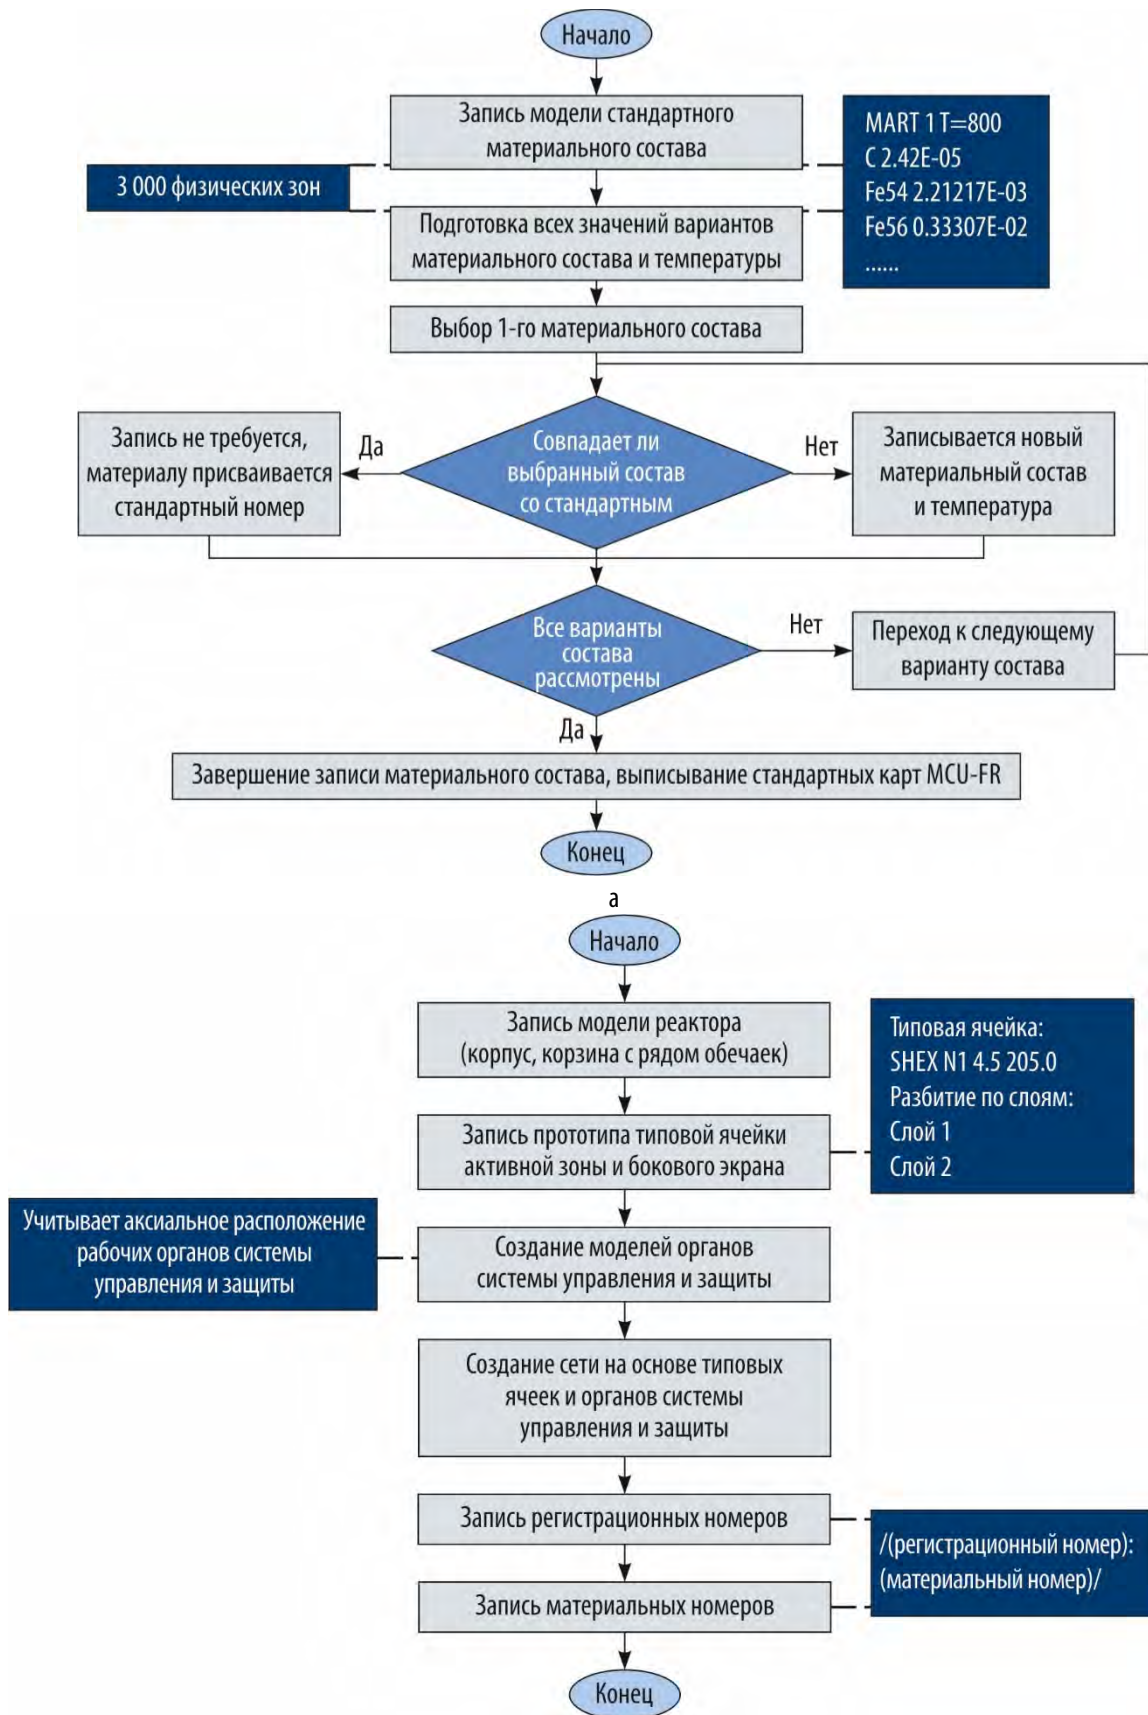 Начало
Запись модели стандартного
материального состава
MART 1 T=800
C 2.42E-05
Fe54 2.21217E-03
Fe56 0.33307E-02
......
3 000 физических зон
Подготовка всех значений вариантов
материального состава и температуры
Выбор 1-го материального состава
Совпадает ли
выбранный состав
со стандартным
Да
Запись не требуется,
материалу присваивается
стандартный номер
Нет
Записывается новый
материальный состав
и температура
Все варианты
состава
рассмотрены
Нет
Переход к следующему
варианту состава
Да
Завершение записи материального состава, выписывание стандартных карт MCU-FR
Конец
а
Начало
Запись модели реактора
(корпус, корзина с рядом обечаек)
Типовая ячейка:
SHEX N1 4.5 205.0
Разбитие по слоям:
Слой 1
Слой 2
Запись прототипа типовой ячейки
активной зоны и бокового экрана
Учитывает аксиальное расположение
рабочих органов системы
управления и защиты
Создание моделей органов
системы управления и защиты
Создание сети на основе типовых
ячеек и органов системы
управления и защиты
Запись регистрационных номеров
/(регистрационный номер):
(материальный номер)/
Запись материальных номеров
Конец